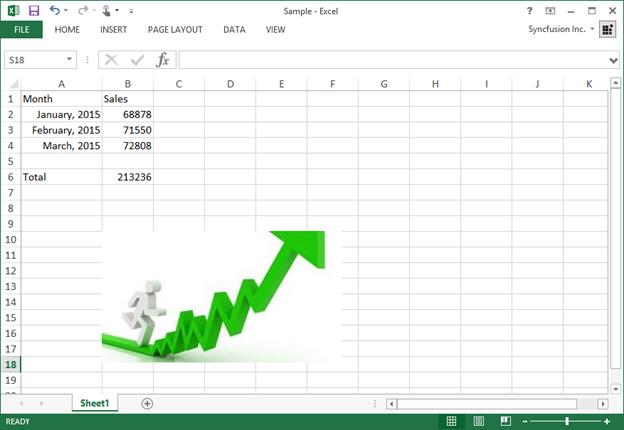 Sample - Excel
FILE HOME INSERT PAGE LAYOUT DATA VIEW Syncfusion Inc.
S18 fx
A B C D E F G H I J K
1 Month Sales
2 January, 2015 68878
3 February, 2015 71550
4 March, 2015 72808
5
6 Total 213236
7
8
9
10
11
12
13
14
15
16
17
18
19
Sheet1
READY